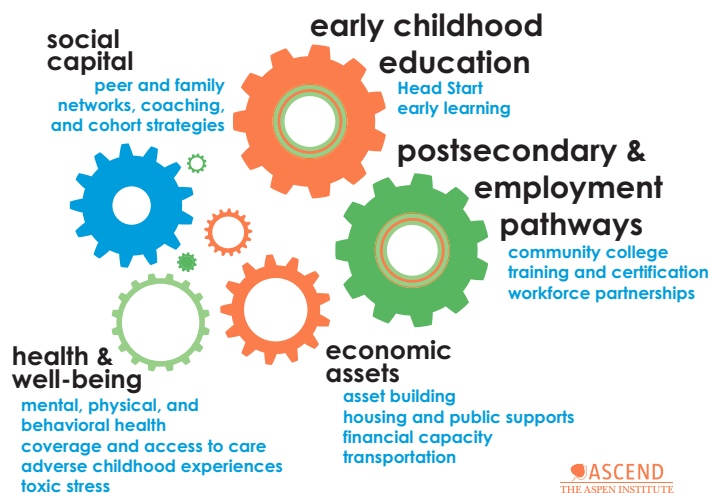 social
capital
peer and family
networks, coaching,
and cohort strategies
early childhood
education
Head Start
early learning
postsecondary &
employment
pathways
community college
training and certification
workforce partnerships
health &
well-being
mental, physical, and
behavioral health
coverage and access to care
adverse childhood experiences
toxic stress
economic
assets
asset building
housing and public supports
financial capacity
transportation
ASCEND
THE ASPEN INSTITUTE